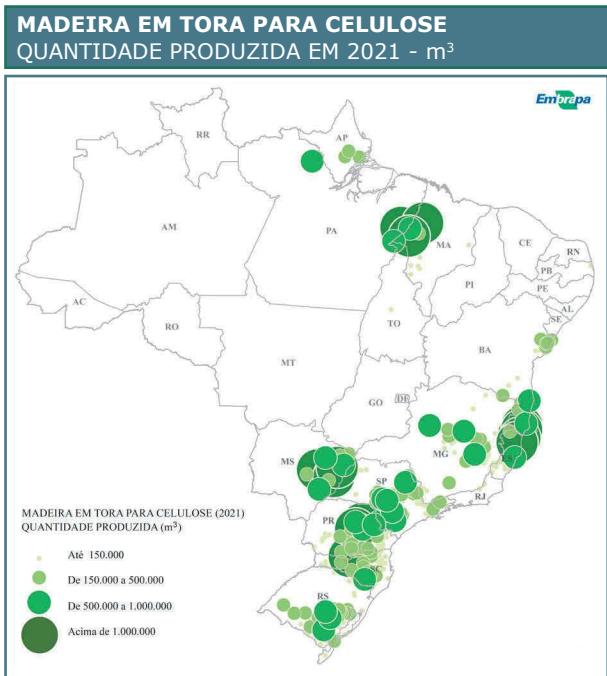 MADEIRA EM TORA PARA CELULOSE
QUANTIDADE PRODUZIDA EM 2021 - m³
Embrapa
RR
AP
AM
PA
MA
CE
RN
PB
PE
AL
SE
PI
AC
RO
TO
BA
MT
GO
DF
MG
ES
MS
SP
RJ
PR
SC
RS
MADEIRA EM TORA PARA CELULOSE (2021)
QUANTIDADE PRODUZIDA (m³)
Até 150.000
De 150.000 a 500.000
De 500.000 a 1.000.000
Acima de 1.000.000